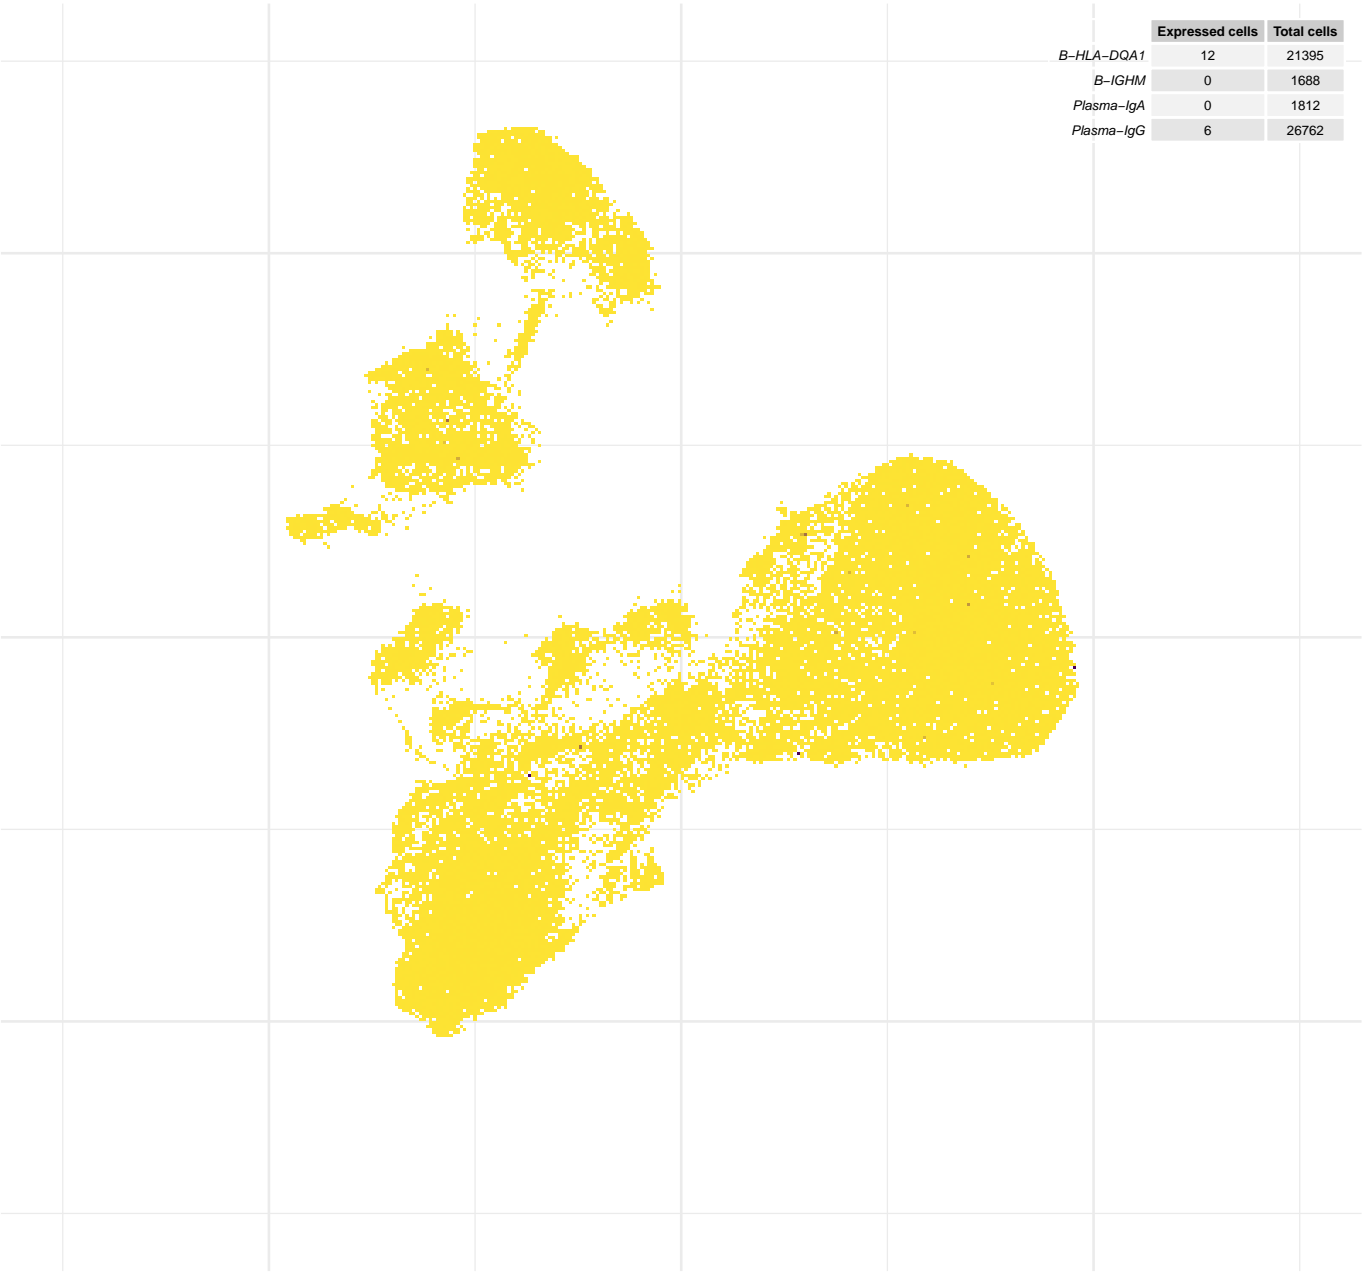 Expressed cells Total cells
B−HLA−DQA1 12 21395
B−IGHM 0 1688
Plasma−IgA 0 1812
Plasma−IgG 6 26762